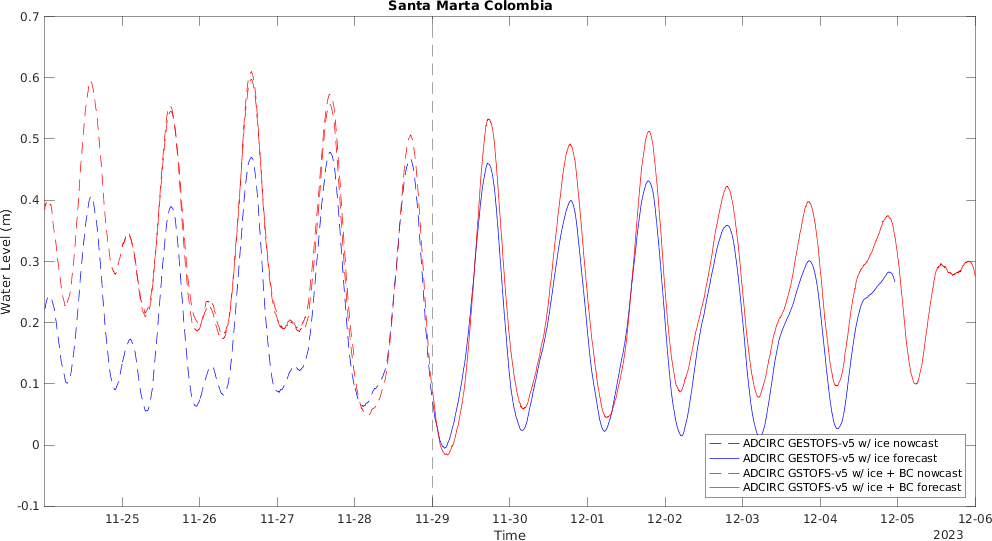 Santa Marta Colombia
0.7
0.6
0.5
0.4
0.3
0.2
0.1
0
-0.1
Water Level (m)
11-25 11-26 11-27 11-28 11-29 11-30 12-01 12-02 12-03 12-04 12-05 12-06
Time
2023
ADCIRC GESTOFS-v5 w/ ice nowcast
ADCIRC GESTOFS-v5 w/ ice forecast
ADCIRC GSTOFS-v5 w/ ice + BC nowcast
ADCIRC GSTOFS-v5 w/ ice + BC forecast